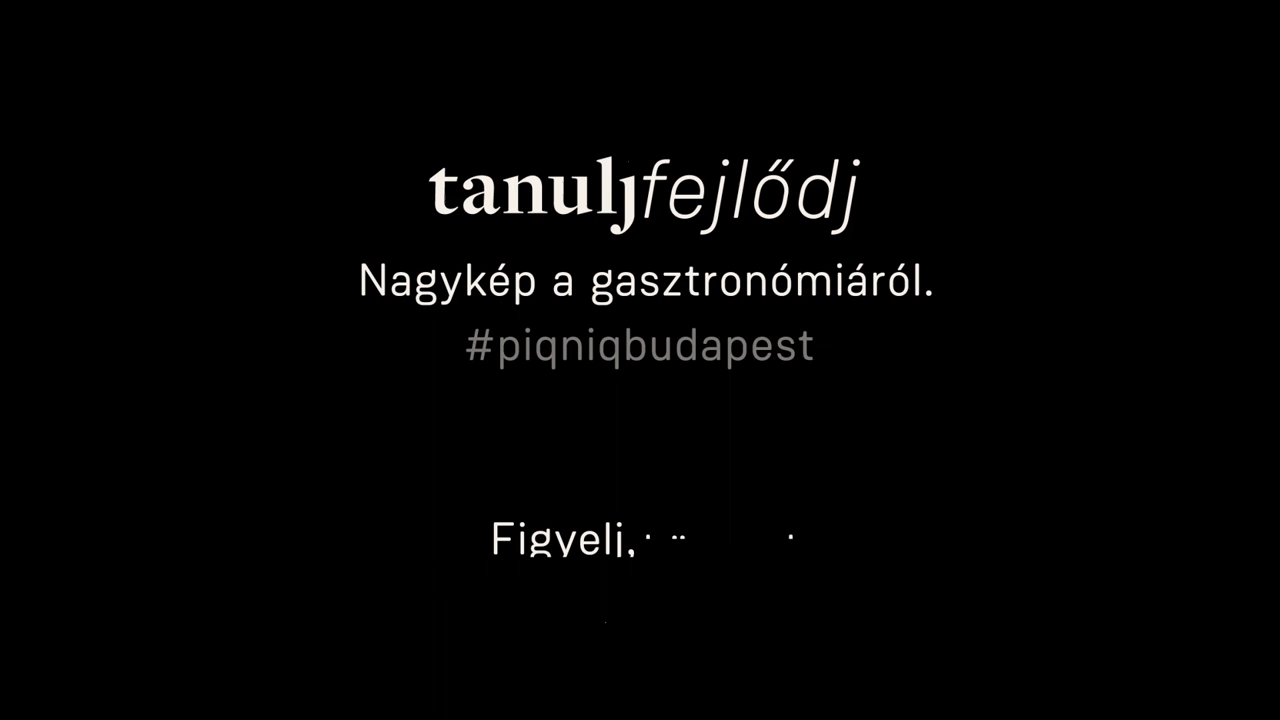 tanuljfejlődj
Nagykép a gasztronómiáról.
#piqniqbudapest
Figyelj,